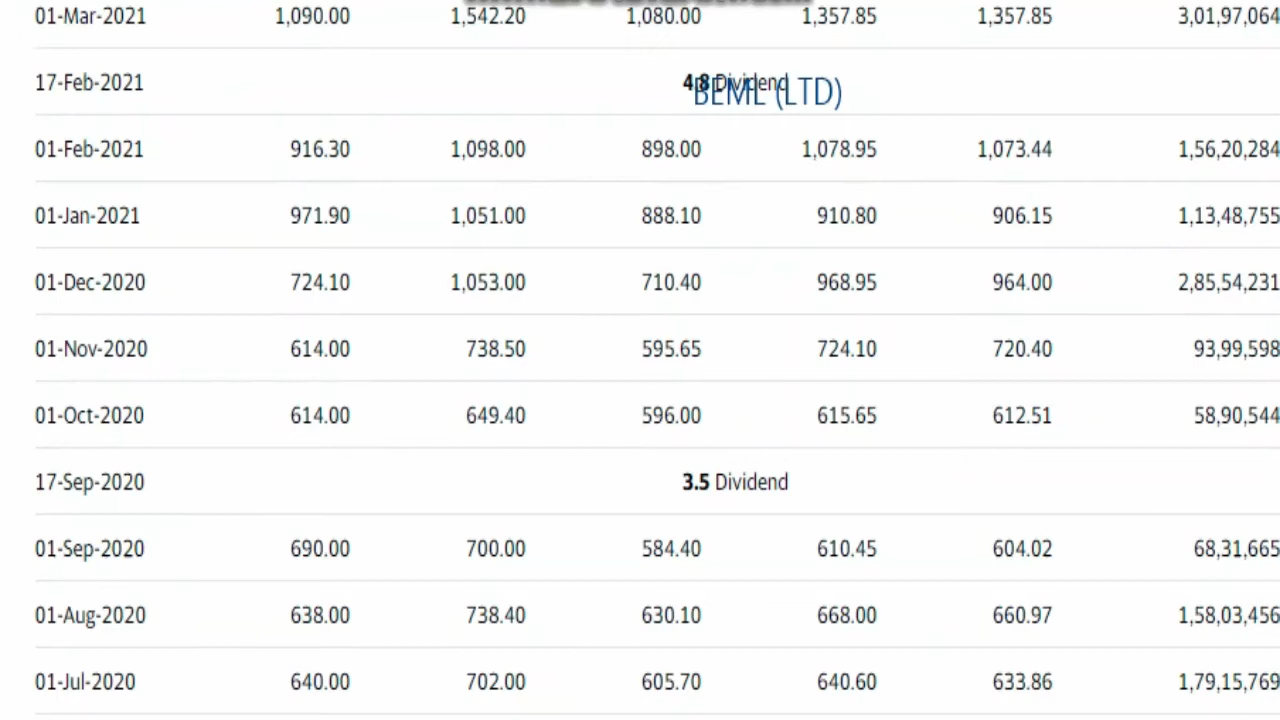 01-Mar-2021 1,090.00 1,542.20 1,080.00 1,357.85 1,357.85 3,01,97,064
17-Feb-2021 4.8 Dividend
BEML (LTD)
01-Feb-2021 916.30 1,098.00 898.00 1,078.95 1,073.44 1,56,20,284
01-Jan-2021 971.90 1,051.00 888.10 910.80 906.15 1,13,48,755
01-Dec-2020 724.10 1,053.00 710.40 968.95 964.00 2,85,54,231
01-Nov-2020 614.00 738.50 595.65 724.10 720.40 93,99,598
01-Oct-2020 614.00 649.40 596.00 615.65 612.51 58,90,544
17-Sep-2020 3.5 Dividend
01-Sep-2020 690.00 700.00 584.40 610.45 604.02 68,31,665
01-Aug-2020 638.00 738.40 630.10 668.00 660.97 1,58,03,456
01-Jul-2020 640.00 702.00 605.70 640.60 633.86 1,79,15,769